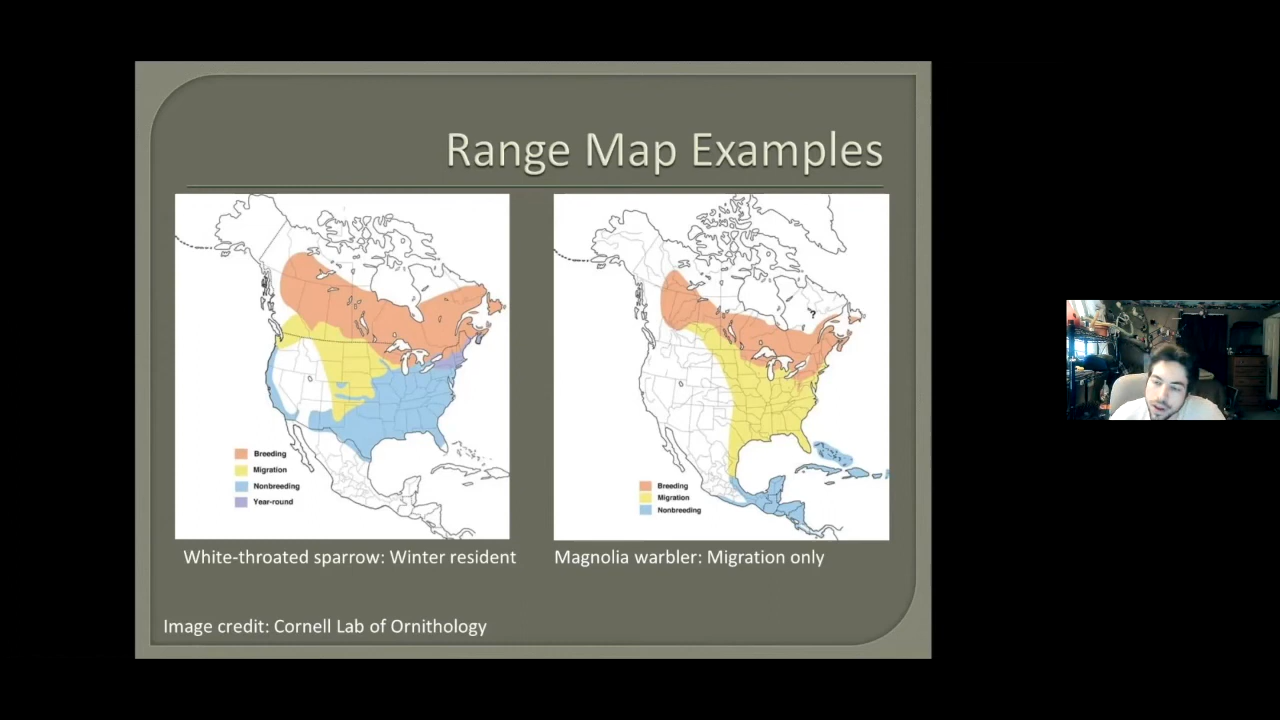 Range Map Examples
Breeding
Migration
Nonbreeding
Year-round
Breeding
Migration
Nonbreeding
White-throated sparrow: Winter resident
Magnolia warbler: Migration only
Image credit: Cornell Lab of Ornithology